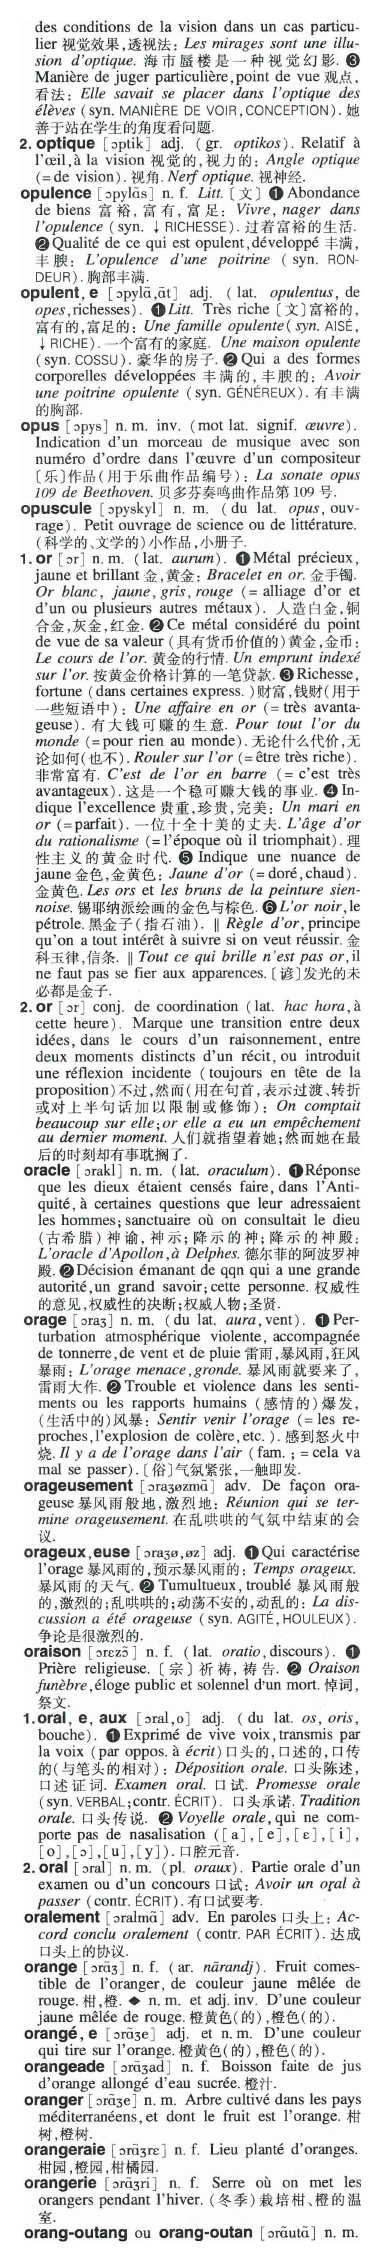 des conditions de la vision dans un cas particu-
lier 视觉效果,透视法: Les mirages sont une illu-
sion d'optique. 海市蜃楼是一种视觉幻影. ❸
Manière de juger particulière,point de vue 观点,
看法: Elle savait se placer dans l'optique des
élèves (syn. MANIÈRE DE VOIR, CONCEPTION). 她
善于站在学生的角度看问题.
2. optique [ɔptik] adj. (gr. optikos). Relatif à
l'œil,à la vision 视觉的,视力的: Angle optique
(=de vision). 视角. Nerf optique. 视神经.
opulence [ɔpylɑ̃s] n. f. Litt. [文] ❶ Abondance
de biens 富裕,富有,富足: Vivre, nager dans
l'opulence (syn. ↓RICHESSE). 过着富裕的生活.
❷ Qualité de ce qui est opulent,développé 丰满,
丰腴: L'opulence d'une poitrine (syn. RON-
DEUR). 胸部丰满.
opulent, e [ɔpylɑ̃,ɑ̃t] adj. (lat. opulentus, de
opes,richesses). ❶ Litt. Très riche [文]富裕的,
富有的,富足的: Une famille opulente(syn. AISÉ,
↓RICHE). 一个富有的家庭. Une maison opulente
(syn. COSSU). 豪华的房子. ❷ Qui a des formes
corporelles développées 丰满的,丰腴的: Avoir
une poitrine opulente (syn. GÉNÉREUX). 有丰满
的胸部.
opus [ɔpys] n. m. inv. (mot lat. signif. œuvre).
Indication d'un morceau de musique avec son
numéro d'ordre dans l'œuvre d'un compositeur
[乐]作品(用于乐曲作品编号): La sonate opus
109 de Beethoven. 贝多芬奏鸣曲作品第 109 号.
opuscule [ɔpyskyl] n. m. (du lat. opus, ouv-
rage). Petit ouvrage de science ou de littérature.
(科学的、文学的)小作品,小册子.
1. or [ɔr] n. m. (lat. aurum). ❶ Métal précieux,
jaune et brillant 金,黄金: Bracelet en or. 金手镯.
Or blanc, jaune, gris, rouge (= alliage d'or et
d'un ou plusieurs autres métaux). 人造白金,铜
合金,灰金,红金. ❷ Ce métal considéré du point
de vue de sa valeur (具有货币价值的)黄金,金币:
Le cours de l'or. 黄金的行情. Un emprunt indexé
sur l'or. 按黄金价格计算的一笔贷款. ❸ Richesse,
fortune (dans certaines express. )财富,钱财(用于
一些短语中): Une affaire en or (=très avanta-
geuse). 有大钱可赚的生意. Pour tout l'or du
monde (=pour rien au monde). 无论什么代价,无
论如何(也不). Rouler sur l'or (=être très riche).
非常富有. C'est de l'or en barre (= c'est très
avantageux). 这是一个稳可赚大钱的事业. ❹ In-
dique l'excellence 贵重,珍贵,完美: Un mari en
or (=parfait). 一位十全十美的丈夫. L'âge d'or
du rationalisme (=l'époque où il triomphait). 理
性主义的黄金时代. ❺ Indique une nuance de
jaune 金色,金黄色: Jaune d'or (=doré,chaud).
金黄色. Les ors et les bruns de la peinture sien-
noise. 锡耶纳派绘画的金色与棕色. ❻ L'or noir,le
pétrole. 黑金子(指石油). ‖ Règle d'or,principe
qu'on a tout intérêt à suivre si on veut réussir. 金
科玉律,信条. ‖ Tout ce qui brille n'est pas or,il
ne faut pas se fier aux apparences. [谚]发光的未
必都是金子.
2. or [ɔr] conj. de coordination (lat. hac hora,à
cette heure). Marque une transition entre deux
idées, dans le cours d'un raisonnement, entre
deux moments distincts d'un récit, ou introduit
une réflexion incidente (toujours en tête de la
proposition)不过,然而(用在句首,表示过渡、转折
或对上半句话加以限制或修饰): On comptait
beaucoup sur elle;or elle a eu un empêchement
au dernier moment. 人们就指望着她;然而她在最
后的时刻却有事耽搁了.
oracle [ɔrakl] n. m. (lat. oraculum). ❶Réponse
que les dieux étaient censés faire,dans l'Anti-
quité,à certaines questions que leur adressaient
les hommes;sanctuaire où on consultait le dieu
(古希腊)神谕,神示;降示的神;降示的神殿:
L'oracle d'Apollon,à Delphes. 德尔菲的阿波罗神
殿. ❷ Décision émanant de qqn qui a une grande
autorité,un grand savoir;cette personne. 权威性
的意见,权威性的决断;权威人物;圣贤.
orage [ɔraʒ] n. m. (du lat. aura,vent). ❶ Per-
turbation atmosphérique violente, accompagnée
de tonnerre,de vent et de pluie 雷雨,暴风雨,狂风
暴雨: L'orage menace,gronde. 暴风雨就要来了,
雷雨大作. ❷ Trouble et violence dans les senti-
ments ou les rapports humains (感情的)爆发,
(生活中的)风暴: Sentir venir l'orage (=les re-
proches,l'explosion de colère,etc. ). 感到怒火中
烧. Il y a de l'orage dans l'air (fam. ; =cela va
mal se passer). [俗]气氛紧张,一触即发.
orageusement [ɔraʒøzmɑ̃] adv. De façon ora-
geuse 暴风雨般地,激烈地: Réunion qui se ter-
mine orageusement. 在乱哄哄的气氛中结束的会
议.
orageux,euse [ɔraʒø,øz] adj. ❶ Qui caractérise
l'orage 暴风雨的,预示暴风雨的: Temps orageux.
暴风雨的天气. ❷ Tumultueux, troublé 暴风雨般
的,激烈的;乱哄哄的;动荡不安的,动乱的: La dis-
cussion a été orageuse (syn. AGITÉ, HOULEUX).
争论是很激烈的.
oraison [ɔrɛzɔ̃] n. f. (lat. oratio,discours). ❶
Prière religieuse. [宗]祈祷,祷告. ❷ Oraison
funèbre,éloge public et solennel d'un mort. 悼词,
祭文.
1. oral, e, aux [ɔral,o] adj. (du lat. os, oris,
bouche). ❶ Exprimé de vive voix,transmis par
la voix (par oppos. à écrit)口头的,口述的,口传
的(与笔头的相对): Déposition orale. 口头陈述,
口述证词. Examen oral. 口试. Promesse orale
(syn. VERBAL;contr. ÉCRIT). 口头承诺. Tradition
orale. 口头传说. ❷ Voyelle orale,qui ne com-
porte pas de nasalisation ([a],[e],[ɛ],[i],
[o],[ɔ],[u],[y]). 口腔元音.
2. oral [ɔral] n. m. (pl. oraux). Partie orale d'un
examen ou d'un concours 口试: Avoir un oral à
passer (contr. ÉCRIT). 有口试要考.
oralement [ɔralmɑ̃] adv. En paroles 口头上: Ac-
cord conclu oralement (contr. PAR ÉCRIT). 达成
口头上的协议.
orange [ɔrɑ̃ʒ] n. f. (ar. nārandj). Fruit comes-
tible de l'oranger, de couleur jaune mêlée de
rouge. 柑,橙. ◆ n. m. et adj. inv. D'une couleur
jaune mêlée de rouge. 橙黄色(的),橙色(的).
orangé, e [ɔrɑ̃ʒe] adj. et n. m. D'une couleur
qui tire sur l'orange. 橙黄色(的),橙色(的).
orangeade [ɔrɑ̃ʒad] n. f. Boisson faite de jus
d'orange allongé d'eau sucrée. 橙汁.
oranger [ɔrɑ̃ʒe] n. m. Arbre cultivé dans les pays
méditerranéens,et dont le fruit est l'orange. 柑
树,橙树.
orangeraie [ɔrɑ̃ʒrɛ] n. f. Lieu planté d'oranges.
柑园,橙园,柑橘园.
orangerie [ɔrɑ̃ʒri] n. f. Serre où on met les
orangers pendant l'hiver. (冬季)栽培柑、橙的温
室.
orang-outang ou orang-outan [ɔrɑ̃utɑ̃] n. m.